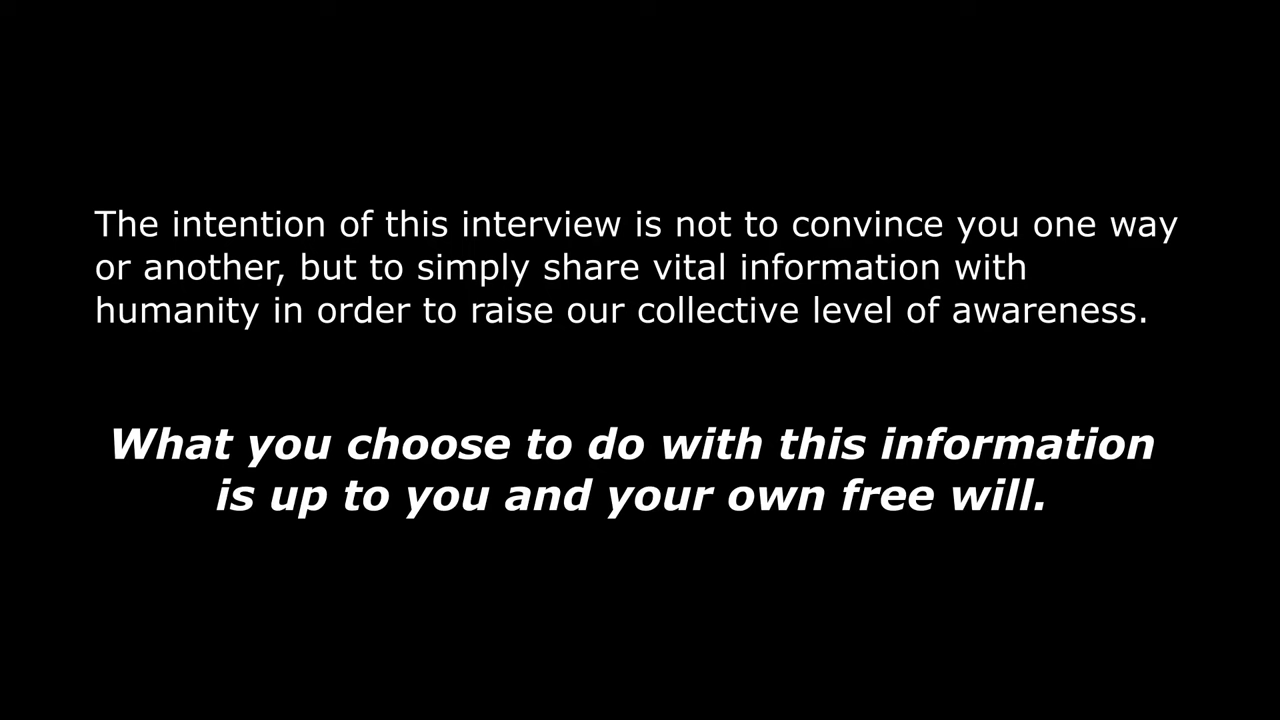 The intention of this interview is not to convince you one way
or another, but to simply share vital information with
humanity in order to raise our collective level of awareness.
What you choose to do with this information
is up to you and your own free will.